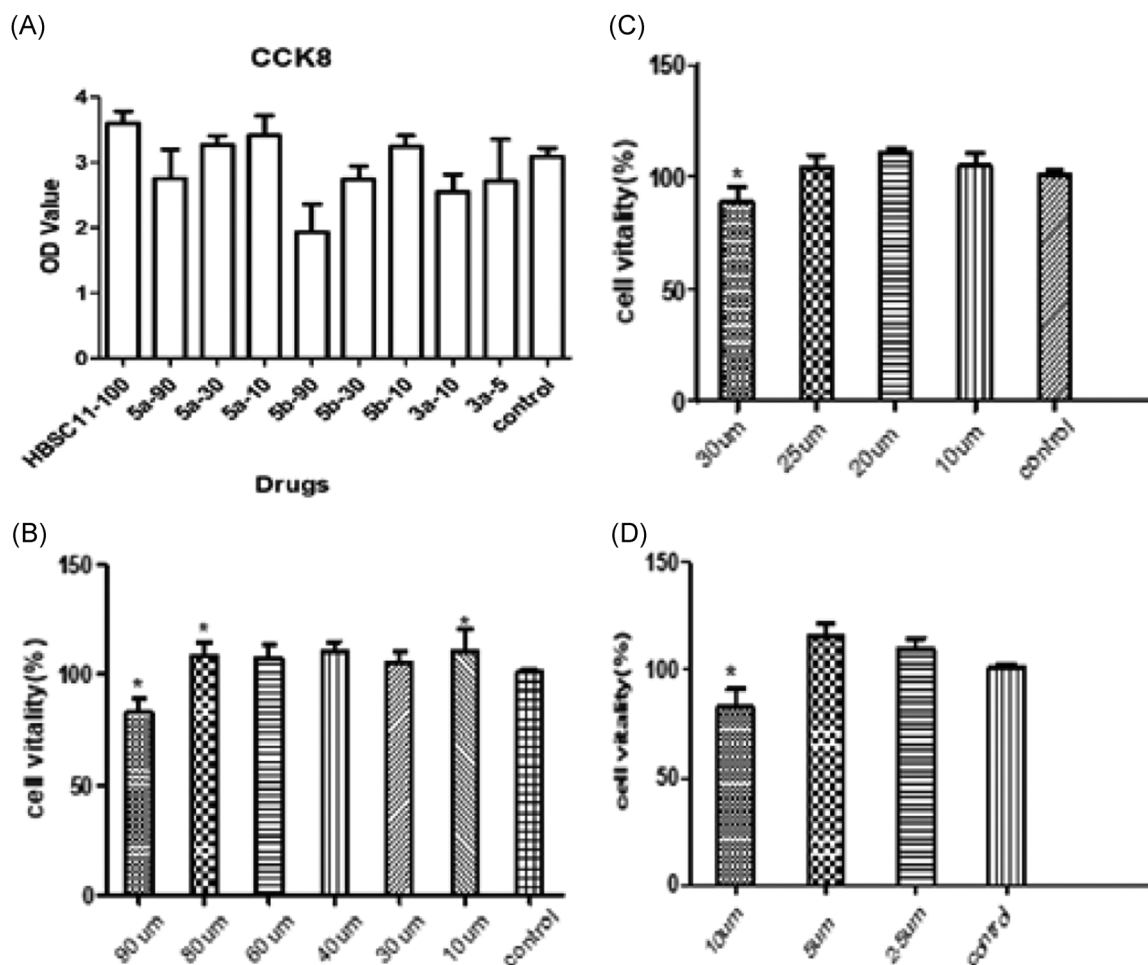 (A)
CCK8
OD Value
4
3
2
1
0
HBSC11-100
5a-90
5a-30
5a-10
5b-90
5b-30
5b-10
3a-10
3a-5
control
Drugs
(B)
cell vitality(%)
150
100
50
0
*
*
*
90 um
80 um
60 um
40 um
30 um
10 um
control
(C)
cell vitality(%)
150
100
50
0
*
30um
25um
20um
10um
control
(D)
cell vitality(%)
150
100
50
0
*
10um
5um
2.5um
control